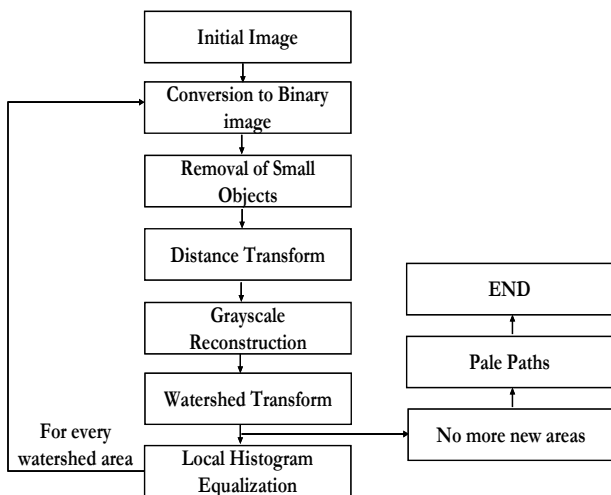 Initial Image
Conversion to Binary
image
Removal of Small
Objects
Distance Transform
Grayscale
Reconstruction
Watershed Transform
Local Histogram
Equalization
For every
watershed area
No more new areas
Pale Paths
END